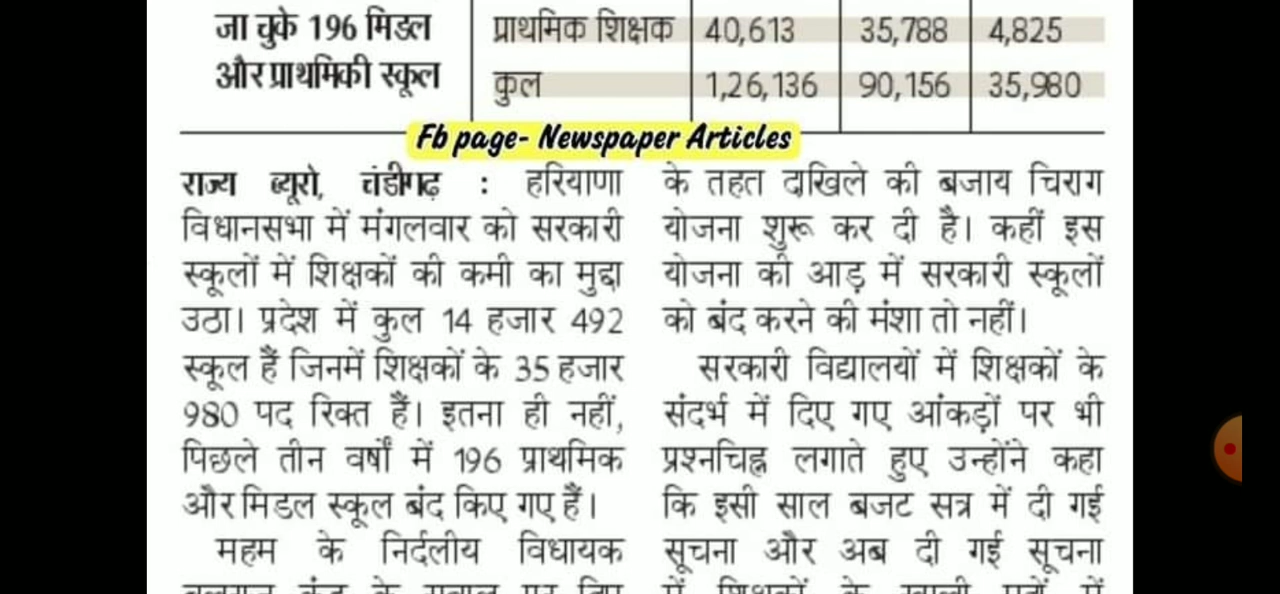 जा चुके 196 मिडल
और प्राथमिकी स्कूल
प्राथमिक शिक्षक 40,613 35,788 4,825
कुल 1,26,136 90,156 35,980
Fb page- Newspaper Articles
राज्य ब्यूरो, चंडीगढ़ : हरियाणा
विधानसभा में मंगलवार को सरकारी
स्कूलों में शिक्षकों की कमी का मुद्दा
उठा। प्रदेश में कुल 14 हजार 492
स्कूल हैं जिनमें शिक्षकों के 35 हजार
980 पद रिक्त हैं। इतना ही नहीं,
पिछले तीन वर्षों में 196 प्राथमिक
और मिडल स्कूल बंद किए गए हैं।
महम के निर्दलीय विधायक
के तहत दाखिले की बजाय चिराग
योजना शुरू कर दी है। कहीं इस
योजना की आड़ में सरकारी स्कूलों
को बंद करने की मंशा तो नहीं।
सरकारी विद्यालयों में शिक्षकों के
संदर्भ में दिए गए आंकड़ों पर भी
प्रश्नचिह्न लगाते हुए उन्होंने कहा
कि इसी साल बजट सत्र में दी गई
सूचना और अब दी गई सूचना